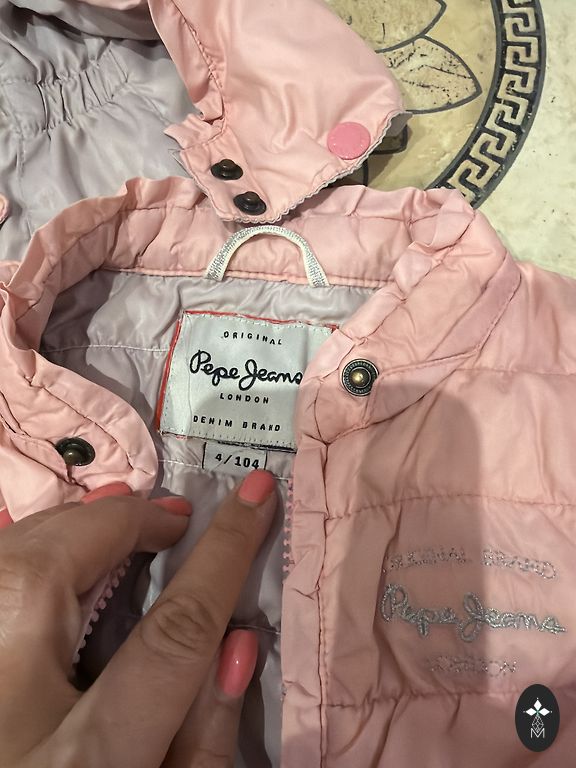 ORIGINAL
Pepe Jeans
LONDON
DENIM BRAND
4/104
ORIGINAL BRAND
Pepe Jeans
LONDON
M